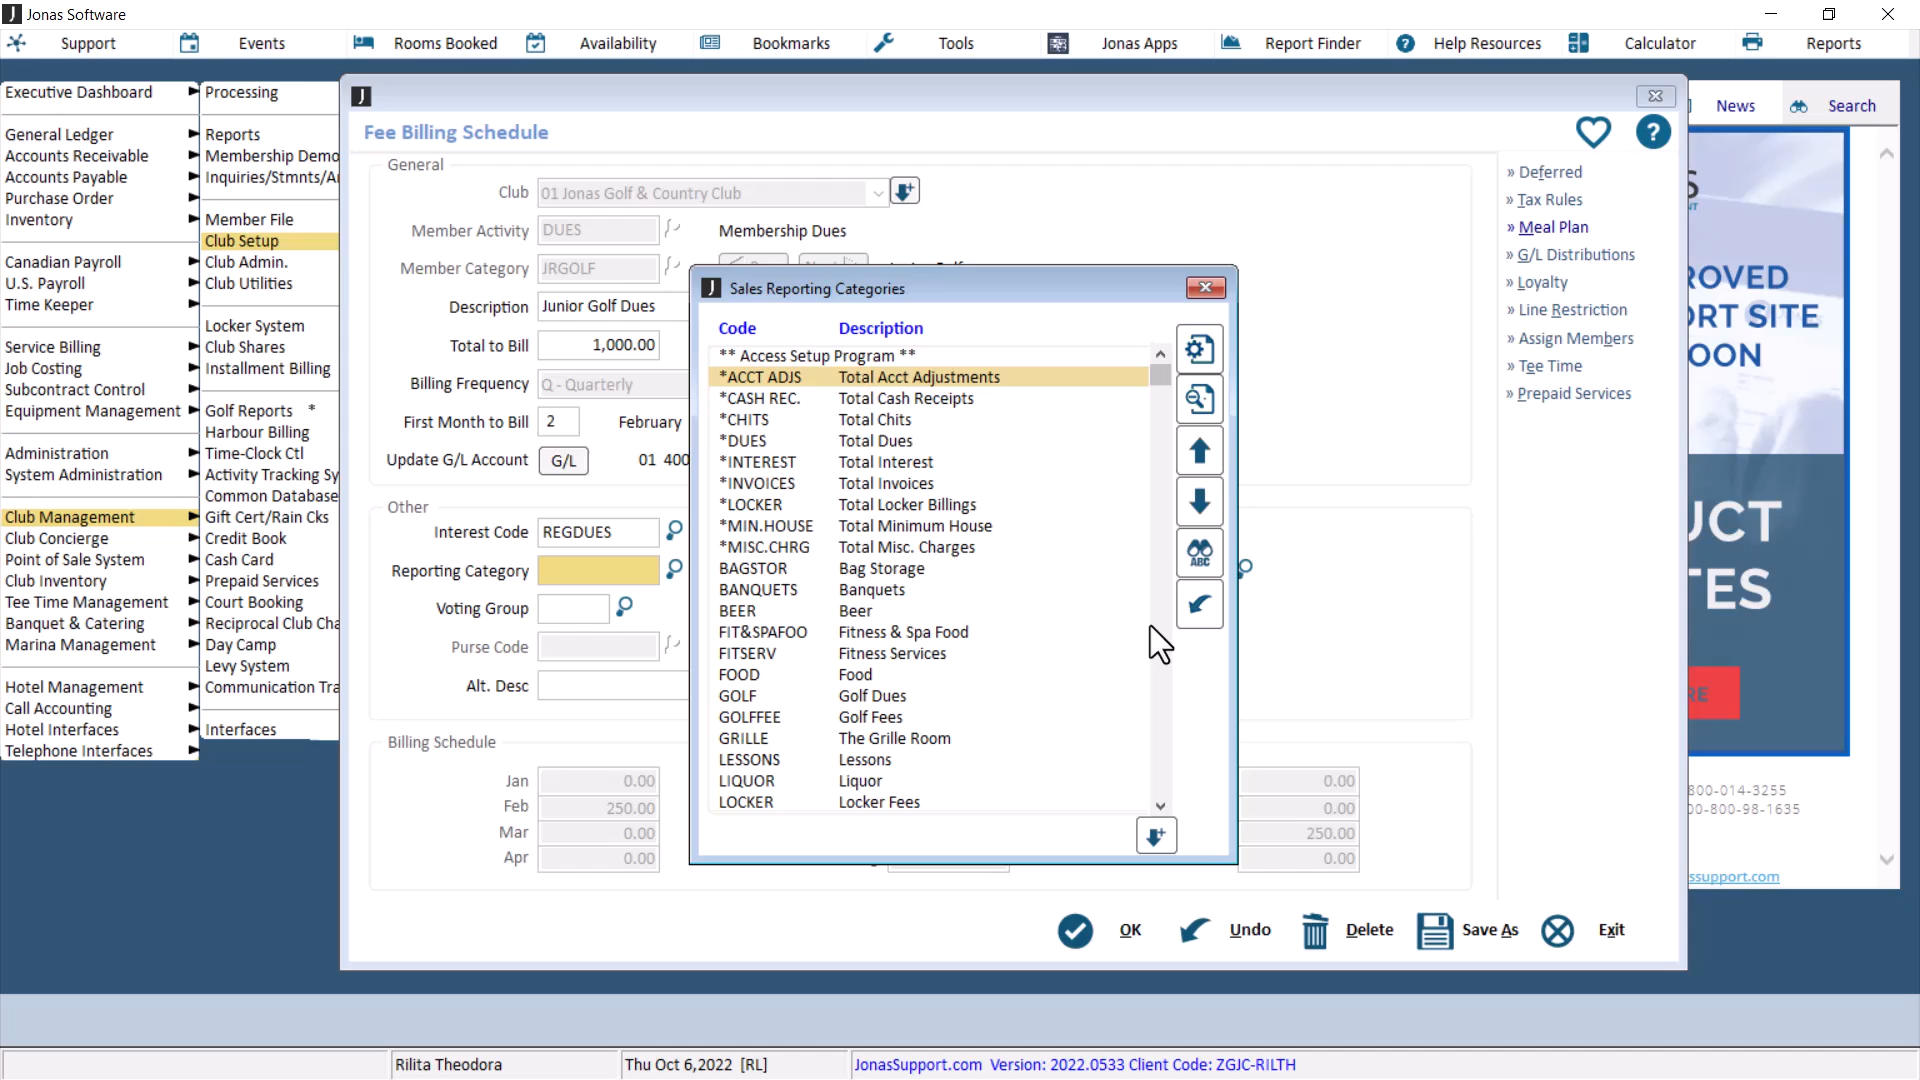 Jonas Software
Support Events Rooms Booked Availability Bookmarks Tools Jonas Apps Report Finder Help Resources Calculator Reports
Executive Dashboard
General Ledger
Accounts Receivable
Accounts Payable
Purchase Order
Inventory
Canadian Payroll
U.S. Payroll
Time Keeper
Service Billing
Job Costing
Subcontract Control
Equipment Management
Administration
System Administration
Club Management
Club Concierge
Point of Sale System
Club Inventory
Tee Time Management
Banquet & Catering
Marina Management
Hotel Management
Call Accounting
Hotel Interfaces
Telephone Interfaces
Processing
Reports
Membership Demo
Inquiries/Stmnts/A
Member File
Club Setup
Club Admin.
Club Utilities
Locker System
Club Shares
Installment Billing
Golf Reports *
Harbour Billing
Time-Clock Ctl
Activity Tracking Sy
Common Database
Gift Cert/Rain Cks
Credit Book
Cash Card
Prepaid Services
Court Booking
Reciprocal Club Cha
Day Camp
Levy System
Communication Tra
Interfaces
Fee Billing Schedule
General
Club 01 Jonas Golf & Country Club
Member Activity DUES Membership Dues
Member Category JRGOLF
Description Junior Golf Dues
Total to Bill 1,000.00
Billing Frequency Q - Quarterly
First Month to Bill 2 February
Update G/L Account G/L 01 400
Other
Interest Code REGDUES
Reporting Category
Voting Group
Purse Code
Alt. Desc
Billing Schedule
Jan 0.00 0.00
Feb 250.00 0.00
Mar 0.00 250.00
Apr 0.00 0.00
Sales Reporting Categories
Code Description
** Access Setup Program **
*ACCT ADJS Total Acct Adjustments
*CASH REC. Total Cash Receipts
*CHITS Total Chits
*DUES Total Dues
*INTEREST Total Interest
*INVOICES Total Invoices
*LOCKER Total Locker Billings
*MIN.HOUSE Total Minimum House
*MISC.CHRG Total Misc. Charges
BAGSTOR Bag Storage
BANQUETS Banquets
BEER Beer
FIT&SPAFOO Fitness & Spa Food
FITSERV Fitness Services
FOOD Food
GOLF Golf Dues
GOLFFEE Golf Fees
GRILLE The Grille Room
LESSONS Lessons
LIQUOR Liquor
LOCKER Locker Fees
ABC
» Deferred
» Tax Rules
» Meal Plan
» G/L Distributions
» Loyalty
» Line Restriction
» Assign Members
» Tee Time
» Prepaid Services
OK Undo Delete Save As Exit
News Search
ROVED
ORT SITE
OON
UCT
TES
RE
800-014-3255
00-800-98-1635
ssupport.com
Rilita Theodora Thu Oct 6,2022 [RL] JonasSupport.com Version: 2022.0533 Client Code: ZGJC-RILTH